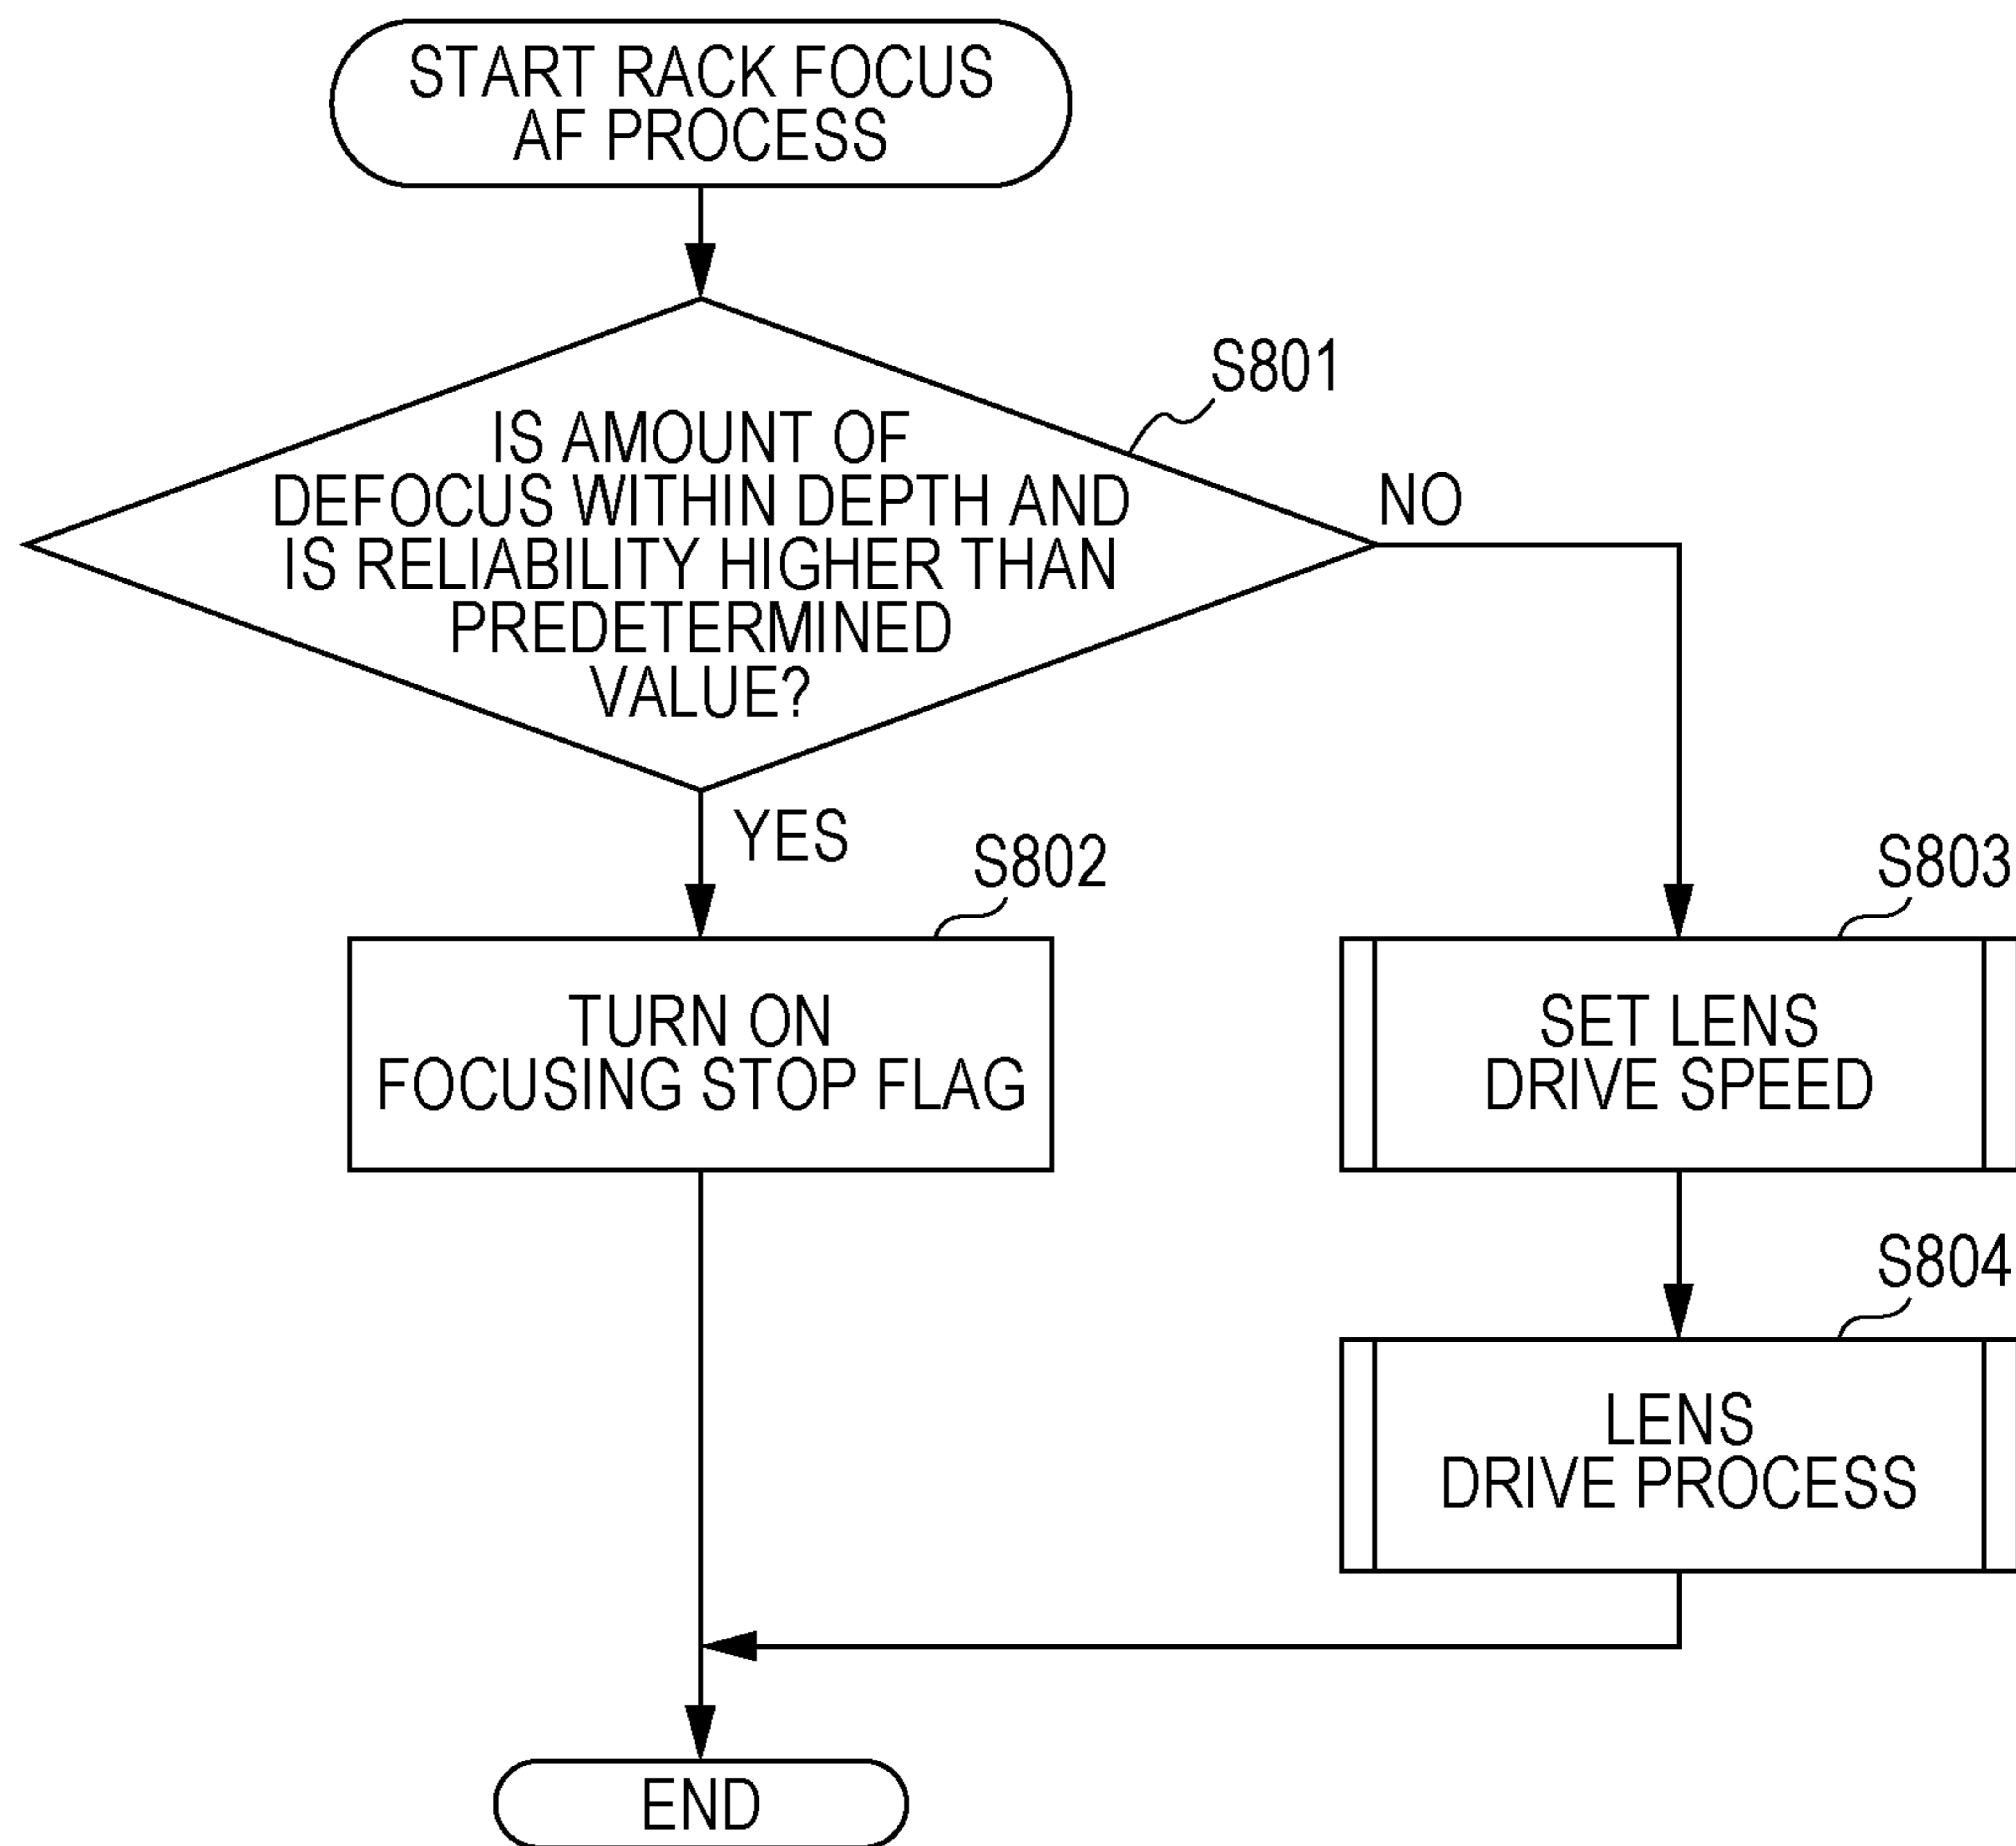 START RACK FOCUS
AF PROCESS
S801
IS AMOUNT OF
DEFOCUS WITHIN DEPTH AND
IS RELIABILITY HIGHER THAN
PREDETERMINED
VALUE?
NO
YES
S802
TURN ON
FOCUSING STOP FLAG
S803
SET LENS
DRIVE SPEED
S804
LENS
DRIVE PROCESS
END